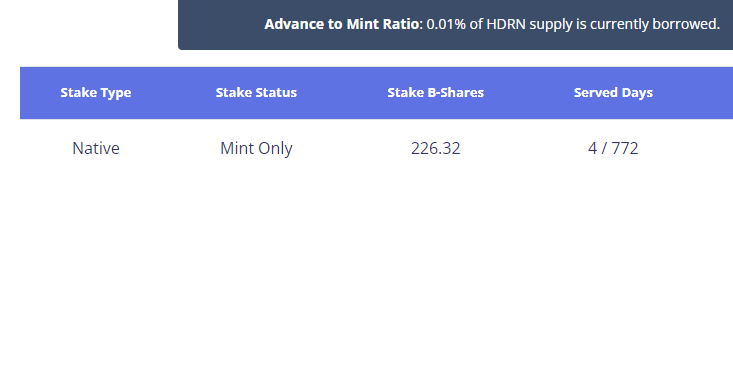 Advance to Mint Ratio: 0.01% of HDRN supply is currently borrowed.
Stake Type Stake Status Stake B-Shares Served Days
Native Mint Only 226.32 4 / 772